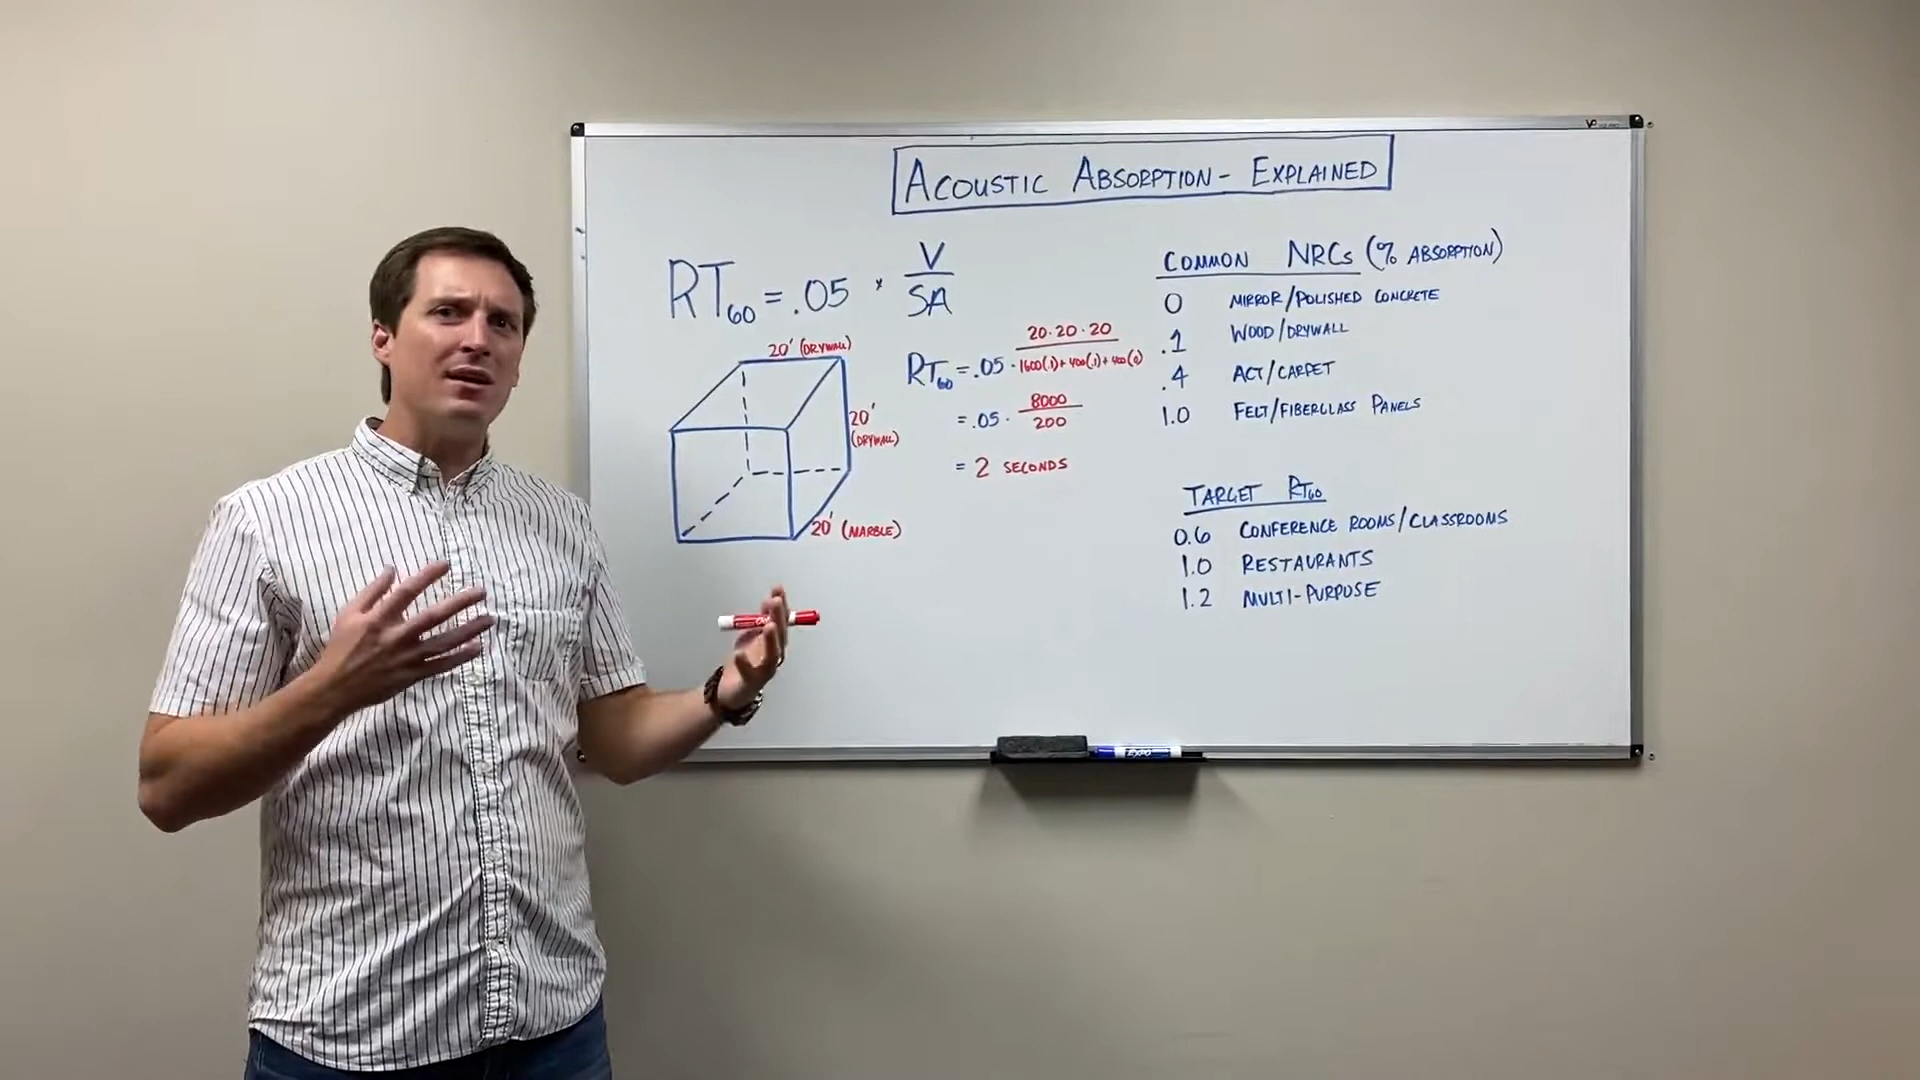 ACOUSTIC ABSORPTION - EXPLAINED
RT60 = .05 · V/SA
20' (DRYWALL)
20' (DRYWALL)
20' (MARBLE)
RT60 = .05 · 20·20·20 / 1600(.1)+400(.1)+400(0)
= .05 · 8000/200
= 2 SECONDS
COMMON NRCs (% ABSORPTION)
0 MIRROR/POLISHED CONCRETE
.1 WOOD/DRYWALL
.4 ACT/CARPET
1.0 FELT/FIBERGLASS PANELS
TARGET RT60
0.6 CONFERENCE ROOMS/CLASSROOMS
1.0 RESTAURANTS
1.2 MULTI-PURPOSE
EXPO